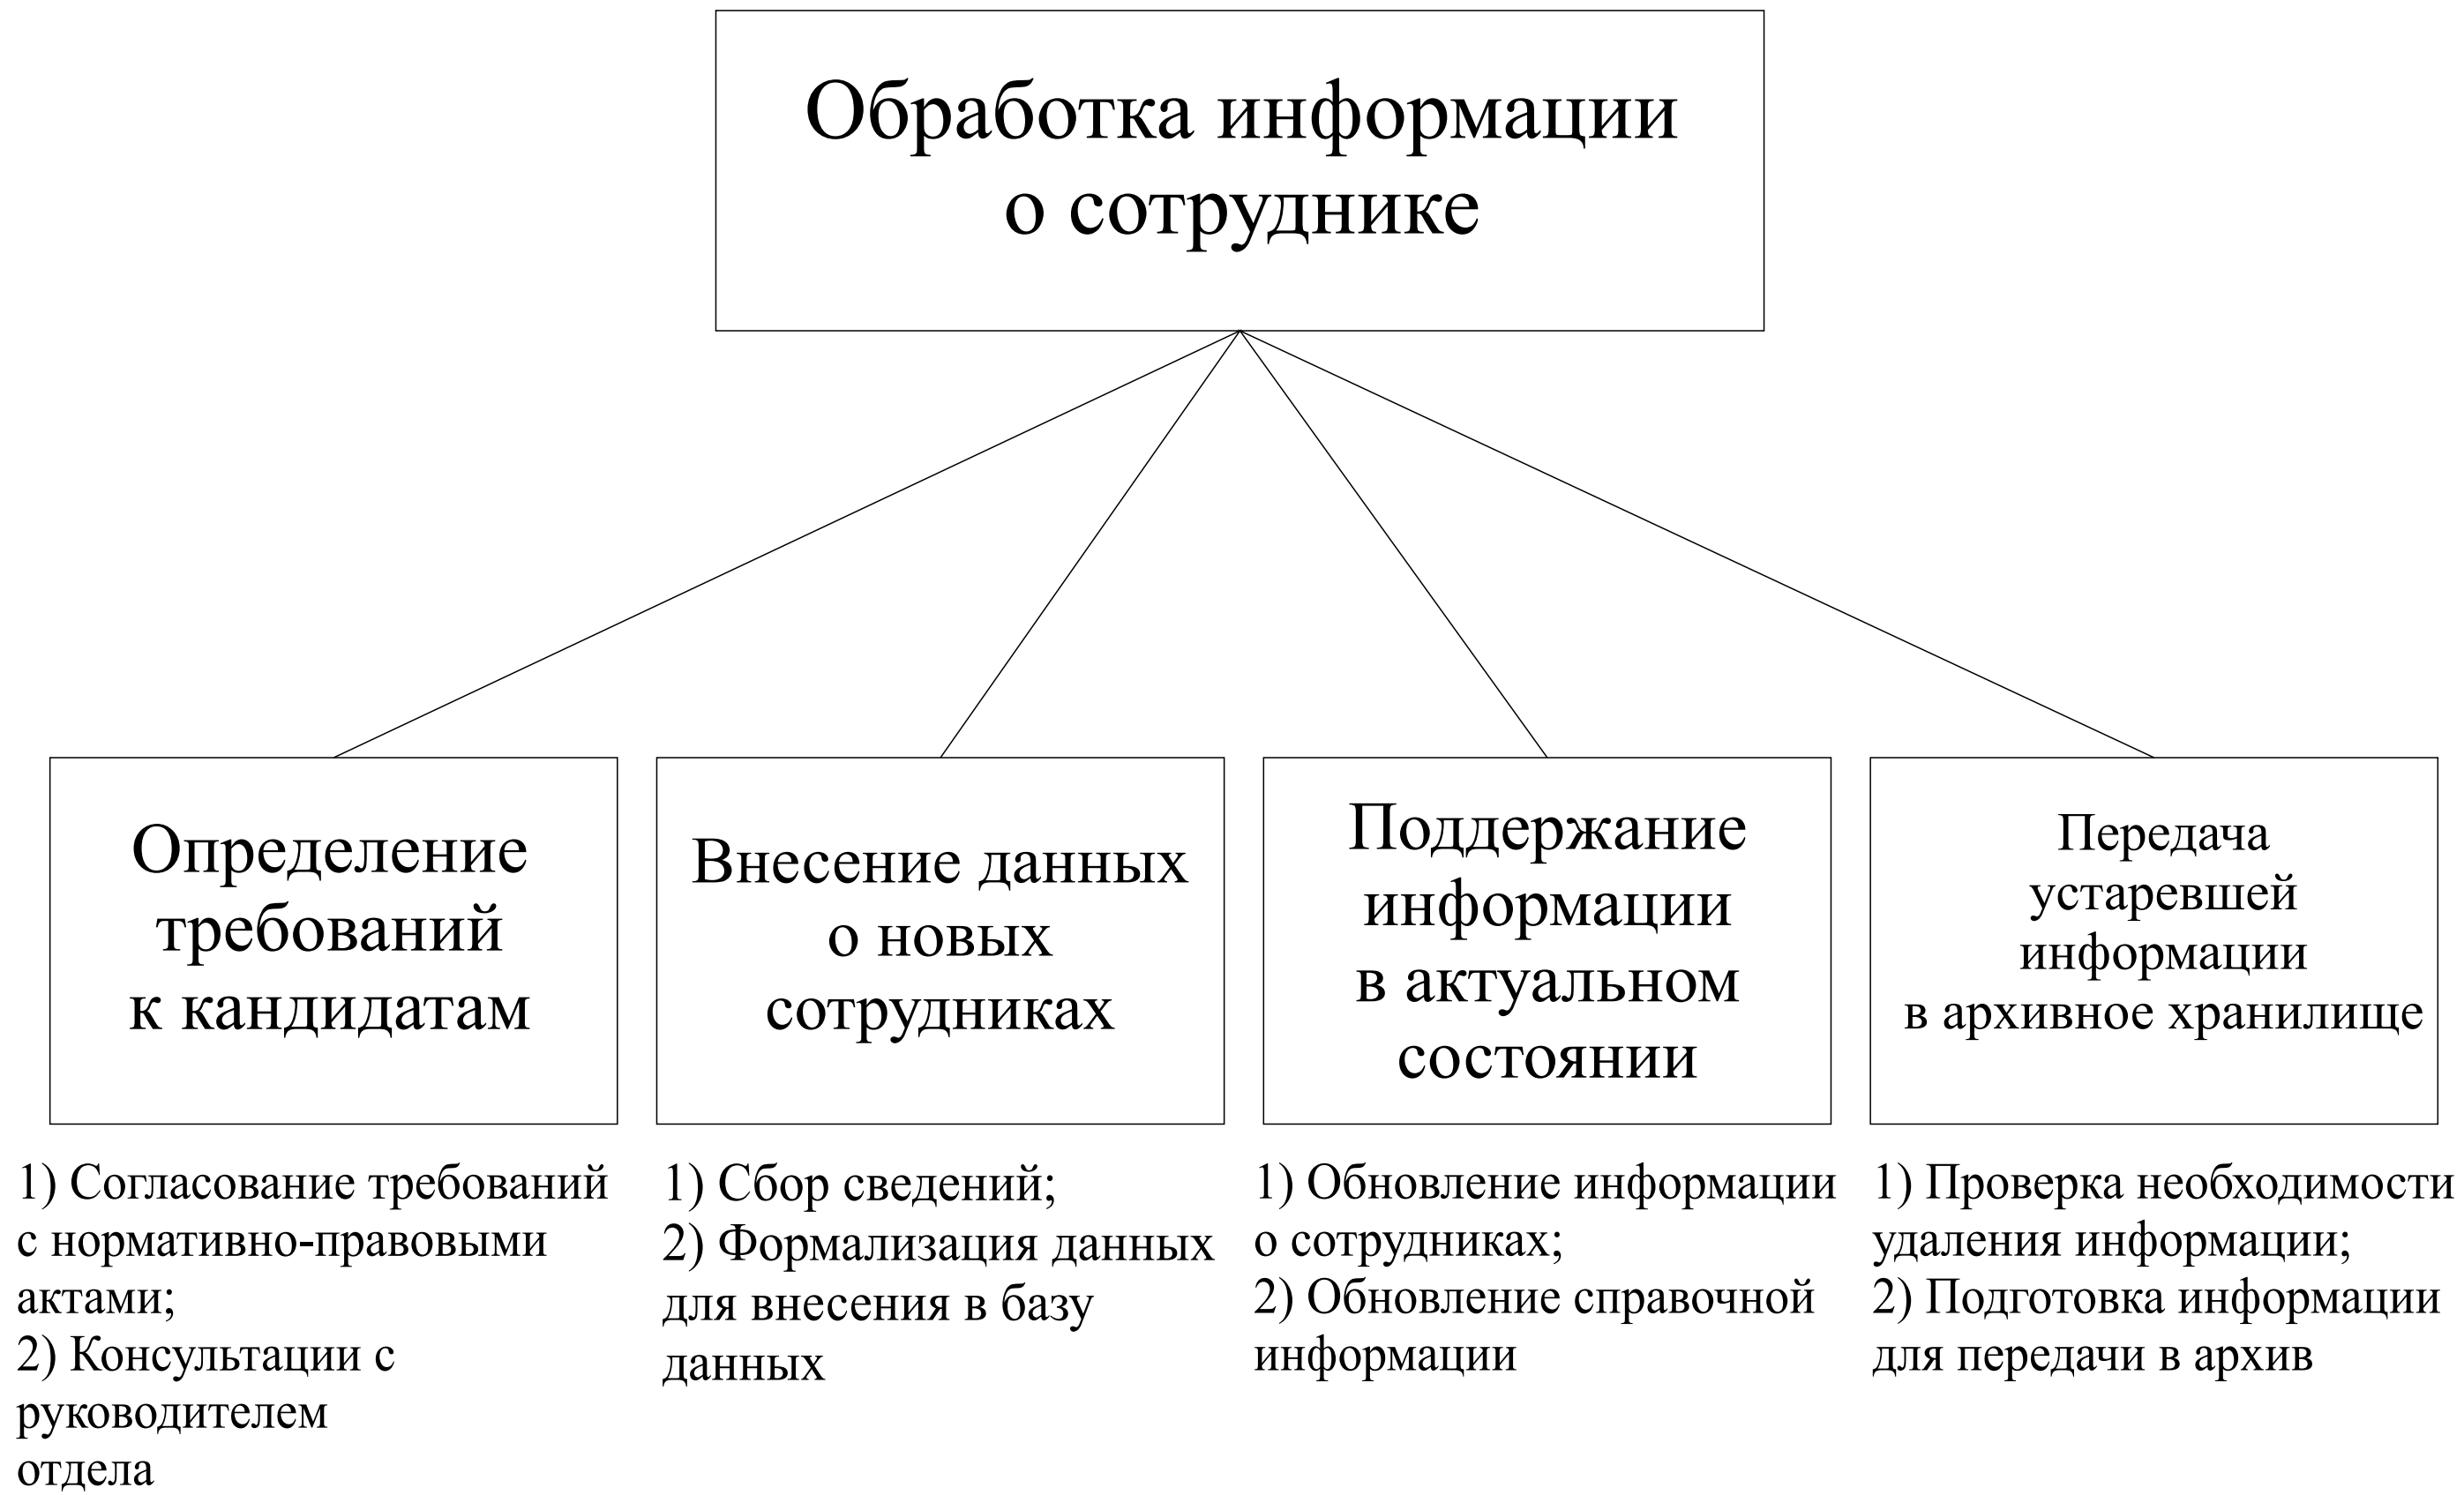 Обработка информации
о сотруднике
Определение
требований
к кандидатам
Внесение данных
о новых
сотрудниках
Поддержание
информации
в актуальном
состоянии
Передача
устаревшей
информации
в архивное хранилище
1) Согласование требований
с нормативно-правовыми
актами;
2) Консультации с
руководителем
отдела
1) Сбор сведений;
2) Формализация данных
для внесения в базу
данных
1) Обновление информации
о сотрудниках;
2) Обновление справочной
информации
1) Проверка необходимости
удаления информации;
2) Подготовка информации
для передачи в архив